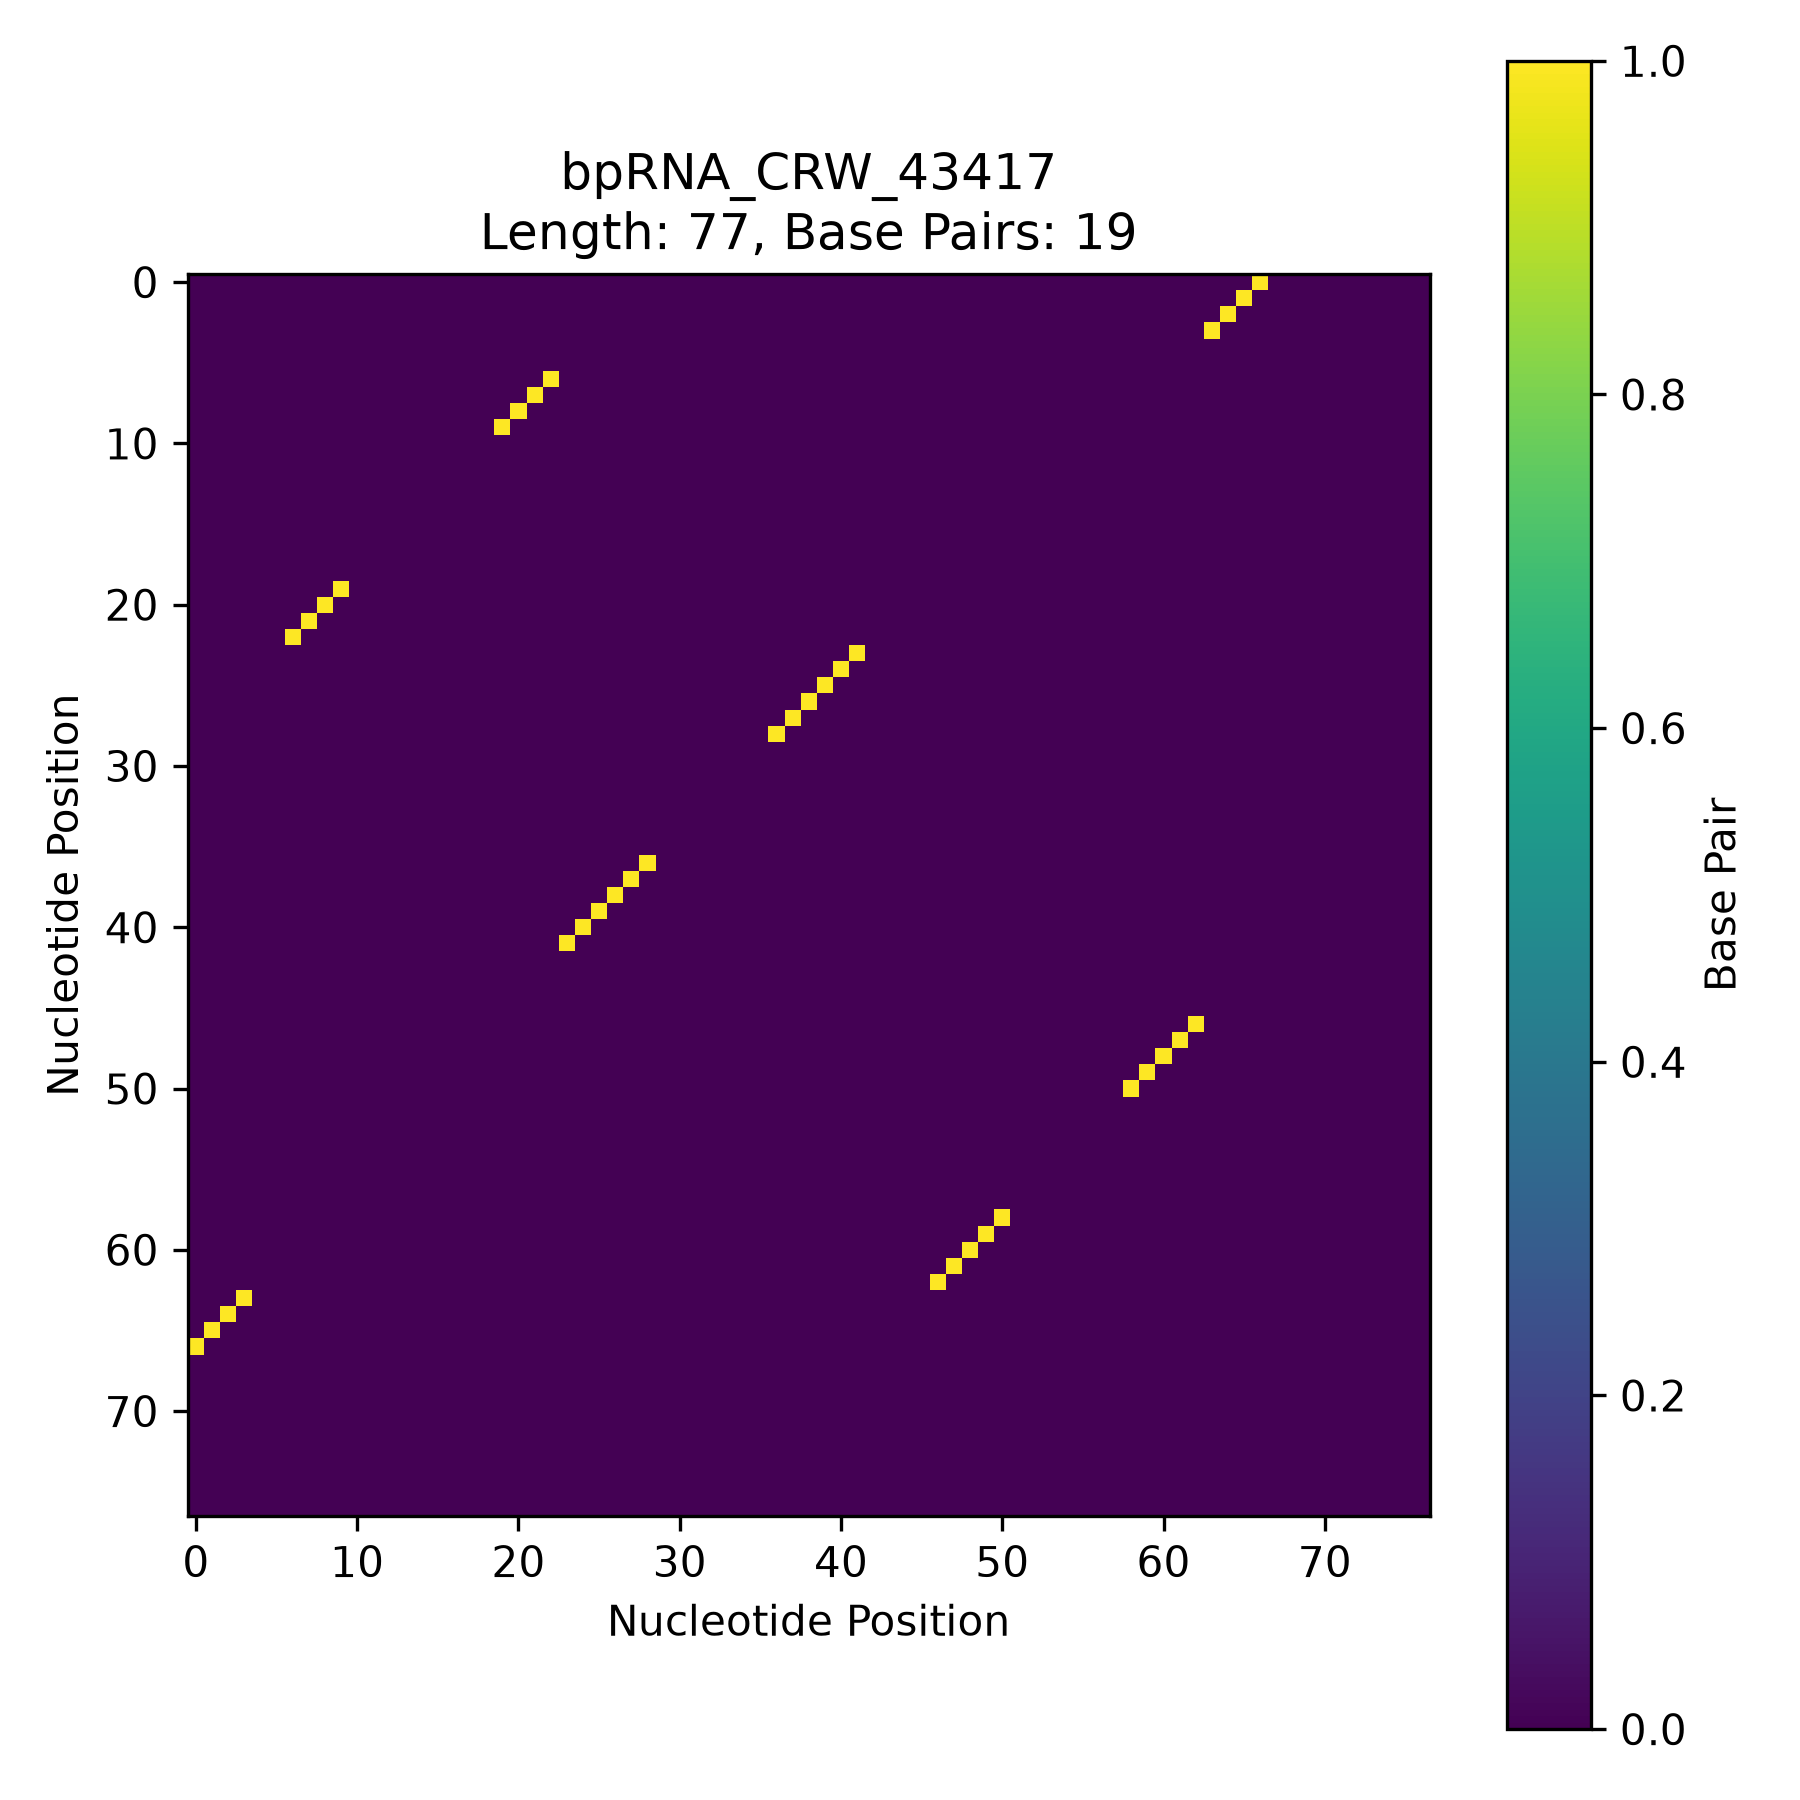 bpRNA_CRW_43417
Length: 77, Base Pairs: 19
Nucleotide Position
0
10
20
30
40
50
60
70
0 10 20 30 40 50 60 70
Nucleotide Position
1.0
0.8
0.6
0.4
0.2
0.0
Base Pair